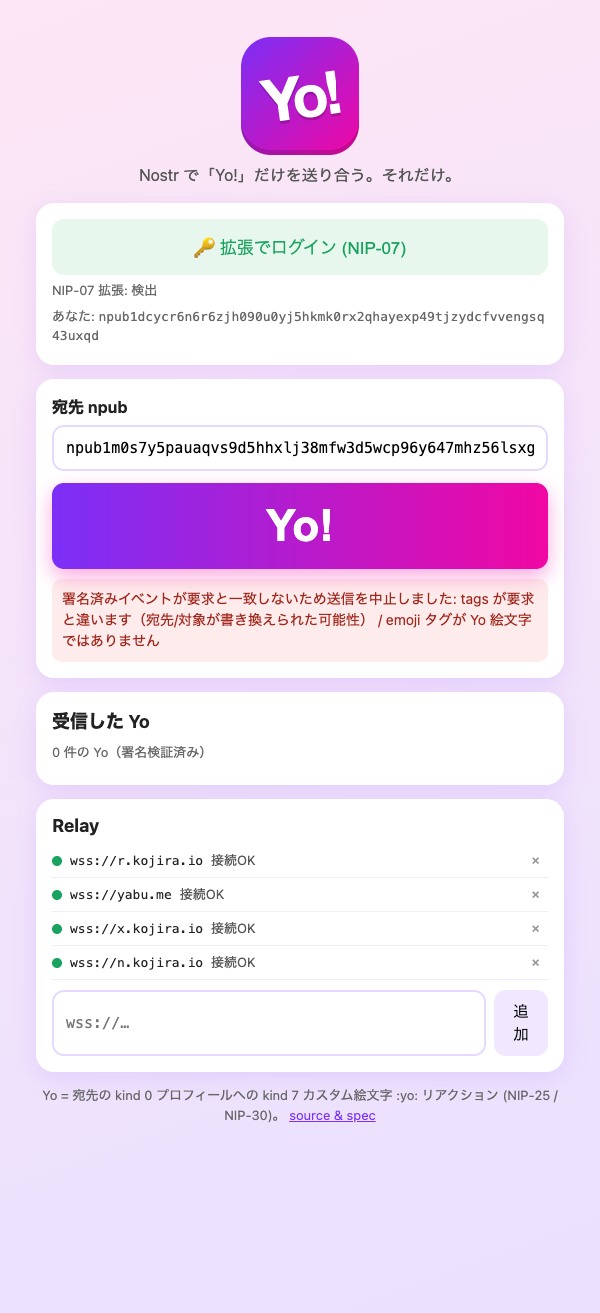 Yo!
Nostr で「Yo!」だけを送り合う。それだけ。
🔑 拡張でログイン (NIP-07)
NIP-07 拡張: 検出
あなた: npub1dcycr6n6r6zjh090u0yj5hkmk0rx2qhayexp49tjzydcfvvengsq
43uxqd
宛先 npub
npub1m0s7y5pauaqvs9d5hhxlj38mfw3d5wcp96y647mhz56lsxg
Yo!
署名済みイベントが要求と一致しないため送信を中止しました: tags が要求
と違います（宛先/対象が書き換えられた可能性） / emoji タグが Yo 絵文字
ではありません
受信した Yo
0 件の Yo（署名検証済み）
Relay
wss://r.kojira.io 接続OK ×
wss://yabu.me 接続OK ×
wss://x.kojira.io 接続OK ×
wss://n.kojira.io 接続OK ×
wss://…
追
加
Yo = 宛先の kind 0 プロフィールへの kind 7 カスタム絵文字 :yo: リアクション (NIP-25 /
NIP-30)。 source & spec